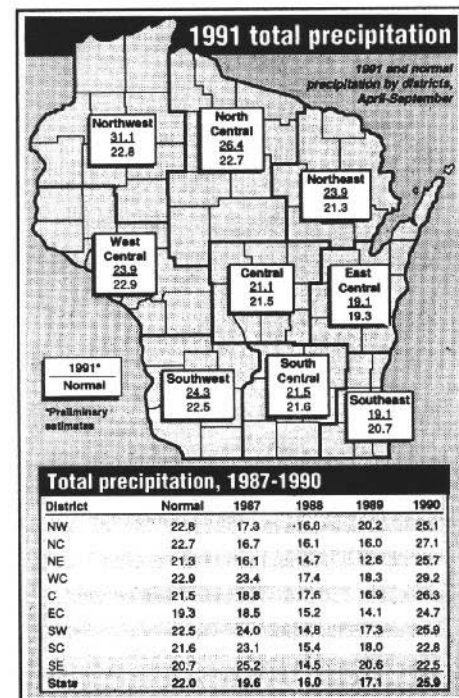 1991 total precipitation
1991 and normal
precipitation by districts,
April-September
Northwest
31.1
22.8
North
Central
26.4
22.7
Northeast
23.9
21.3
West
Central
23.9
22.9
Central
21.1
21.5
East
Central
19.1
19.3
1991*
Normal
*Preliminary
estimates
Southwest
24.3
22.5
South
Central
21.5
21.6
Southeast
19.1
20.7
Total precipitation, 1987-1990
District Normal 1987 1988 1989 1990
NW 22.8 17.3 16.8 20.2 25.1
NC 22.7 16.7 16.1 16.0 27.1
NE 21.3 16.1 14.7 12.6 25.7
WC 22.9 23.4 17.4 18.3 29.2
C 21.5 18.8 17.6 16.9 26.3
EC 19.3 18.5 15.2 14.1 24.7
SW 22.5 24.0 14.8 17.3 25.9
SC 21.6 23.1 15.4 18.0 22.8
SE 20.7 25.2 14.5 20.6 22.5
State 22.0 19.6 16.0 17.1 25.9